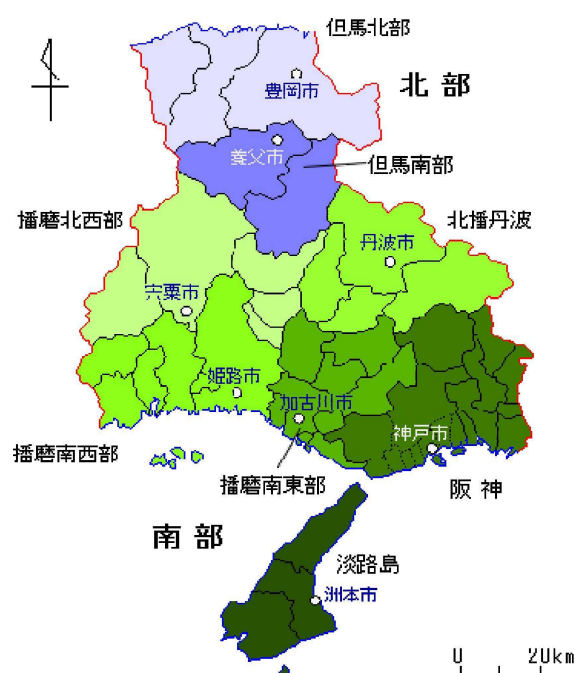 但馬北部
北部
豊岡市
養父市
但馬南部
播磨北西部
北播丹波
丹波市
宍粟市
姫路市
加古川市
神戸市
播磨南西部
播磨南東部
阪神
南部
淡路島
洲本市
0 20km